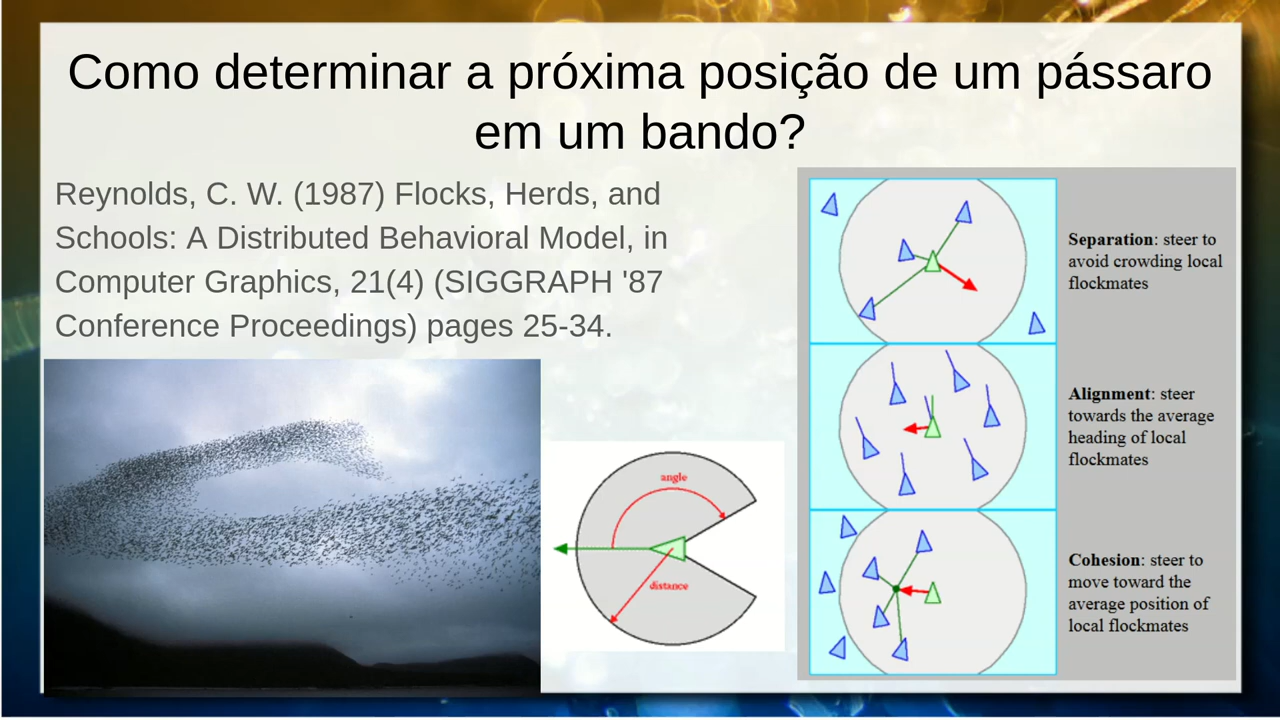 Como determinar a próxima posição de um pássaro
em um bando?
Reynolds, C. W. (1987) Flocks, Herds, and
Schools: A Distributed Behavioral Model, in
Computer Graphics, 21(4) (SIGGRAPH '87
Conference Proceedings) pages 25-34.
angle
distance
Separation: steer to
avoid crowding local
flockmates
Alignment: steer
towards the average
heading of local
flockmates
Cohesion: steer to
move toward the
average position of
local flockmates